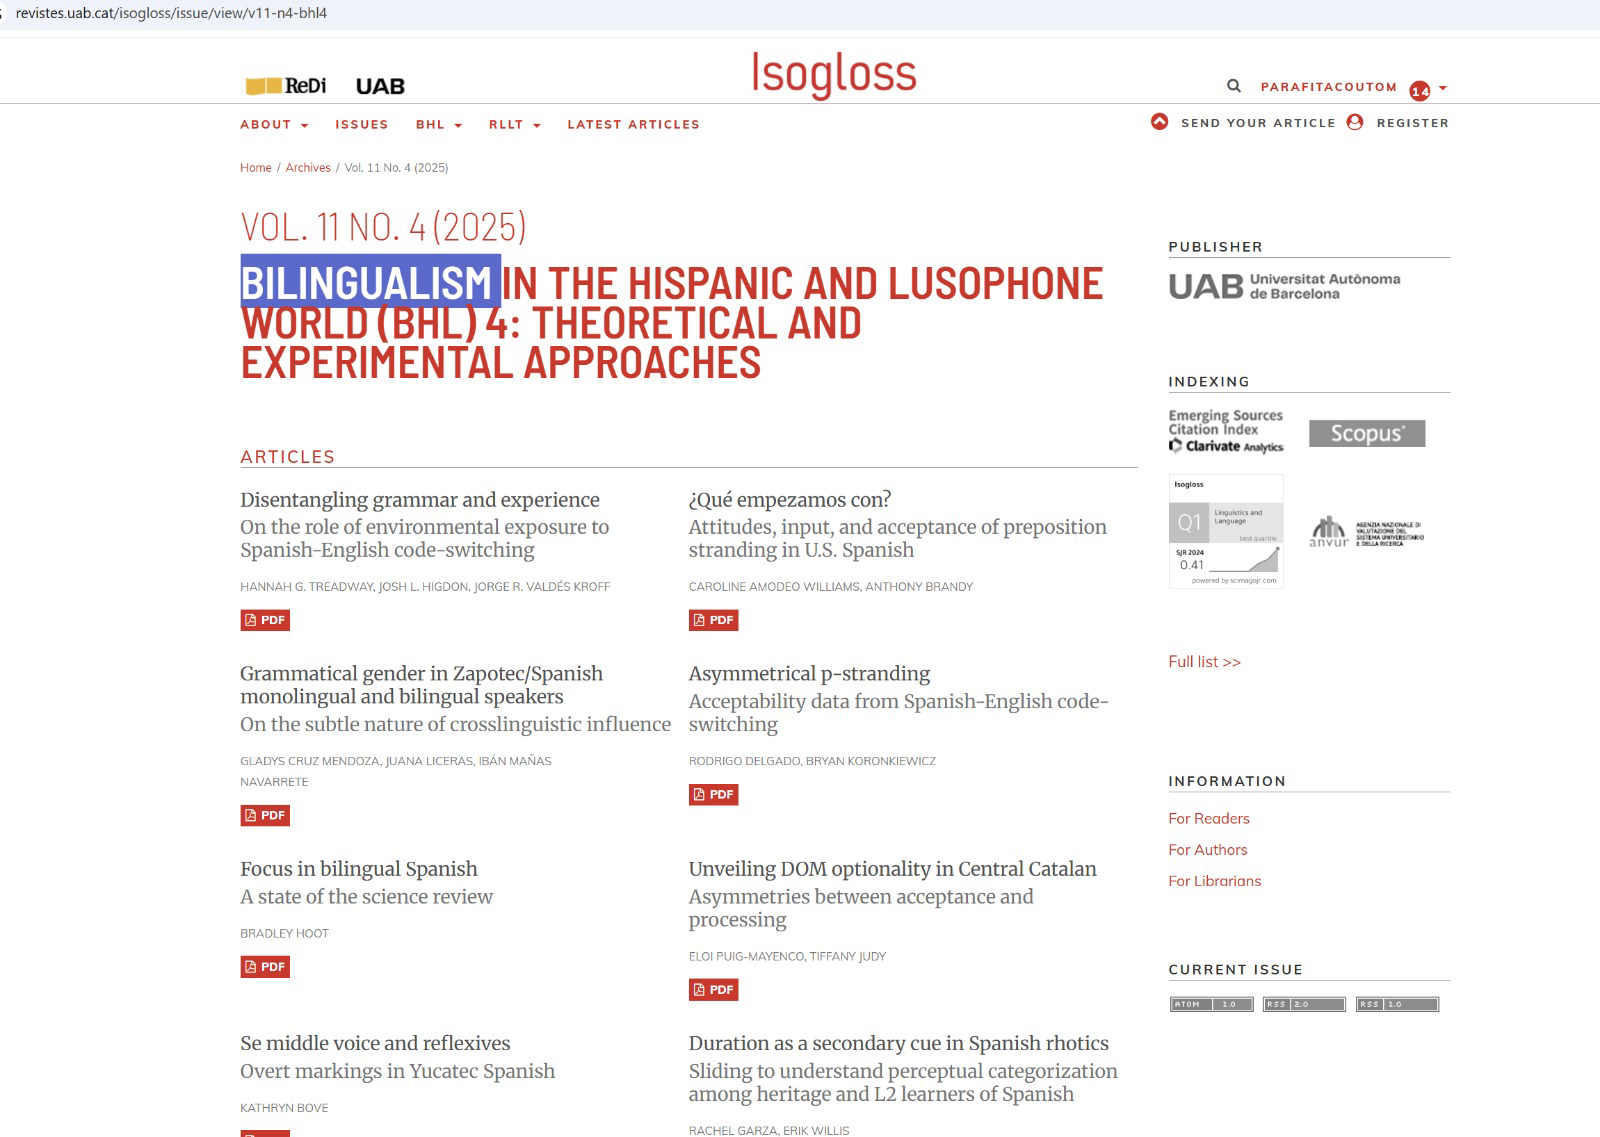 revistes.uab.cat/isogloss/issue/view/v11-n4-bhl4
ReDi UAB
Isogloss
PARAFITACOUTOM 14
ABOUT ISSUES BHL RLLT LATEST ARTICLES
SEND YOUR ARTICLE REGISTER
Home / Archives / Vol. 11 No. 4 (2025)
VOL. 11 NO. 4 (2025)
BILINGUALISM IN THE HISPANIC AND LUSOPHONE
WORLD (BHL) 4: THEORETICAL AND
EXPERIMENTAL APPROACHES
ARTICLES
Disentangling grammar and experience
On the role of environmental exposure to
Spanish-English code-switching
HANNAH G. TREADWAY, JOSH L. HIGDON, JORGE R. VALDÉS KROFF
PDF
¿Qué empezamos con?
Attitudes, input, and acceptance of preposition
stranding in U.S. Spanish
CAROLINE AMODEO WILLIAMS, ANTHONY BRANDY
PDF
Grammatical gender in Zapotec/Spanish
monolingual and bilingual speakers
On the subtle nature of crosslinguistic influence
GLADYS CRUZ MENDOZA, JUANA LICERAS, IBÁN MAÑAS
NAVARRETE
PDF
Asymmetrical p-stranding
Acceptability data from Spanish-English code-
switching
RODRIGO DELGADO, BRYAN KORONKIEWICZ
PDF
Focus in bilingual Spanish
A state of the science review
BRADLEY HOOT
PDF
Unveiling DOM optionality in Central Catalan
Asymmetries between acceptance and
processing
ELOI PUIG-MAYENCO, TIFFANY JUDY
PDF
Se middle voice and reflexives
Overt markings in Yucatec Spanish
KATHRYN BOVE
Duration as a secondary cue in Spanish rhotics
Sliding to understand perceptual categorization
among heritage and L2 learners of Spanish
RACHEL GARZA, ERIK WILLIS
PUBLISHER
UAB Universitat Autònoma
de Barcelona
INDEXING
Emerging Sources
Citation Index
Clarivate Analytics
Scopus
Isogloss
Q1 Linguistics and
Language
best quartile
SJR 2024
0.41
powered by scimagojr.com
anvur
AGENZIA NAZIONALE DI
VALUTAZIONE DEL
SISTEMA UNIVERSITARIO
E DELLA RICERCA
Full list >>
INFORMATION
For Readers
For Authors
For Librarians
CURRENT ISSUE
ATOM 1.0 RSS 2.0 RSS 1.0